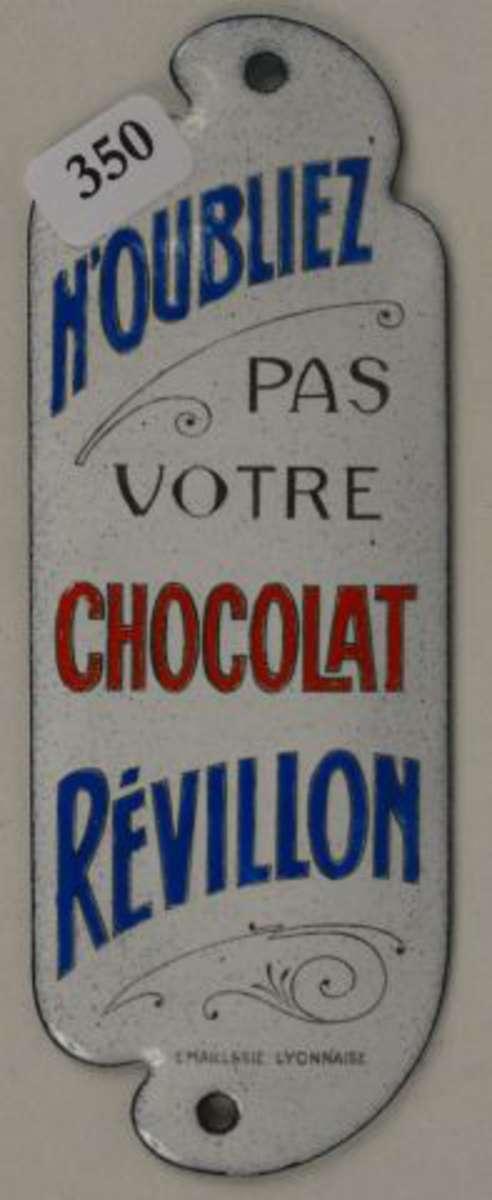 350
N'OUBLIEZ
PAS
VOTRE
CHOCOLAT
RÉVILLON
EMAILLERIE LYONNAISE